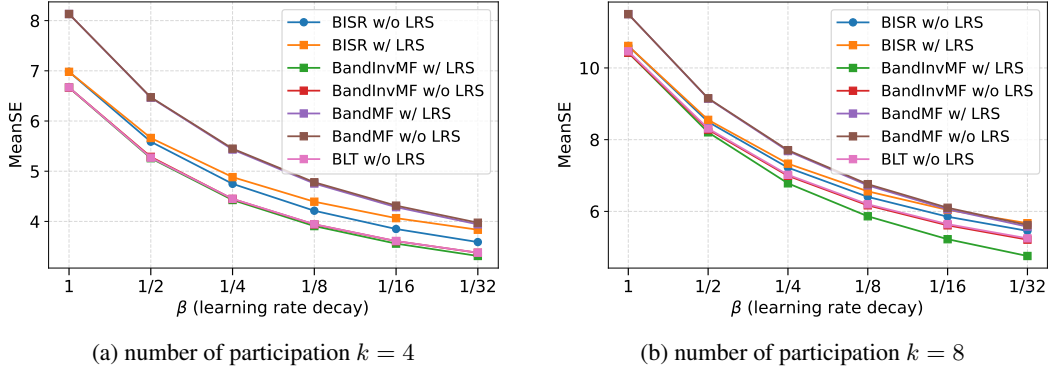 MeanSE
8
7
6
5
4
1
1/2
1/4
1/8
1/16
1/32
β (learning rate decay)
BISR w/o LRS
BISR w/ LRS
BandInvMF w/ LRS
BandInvMF w/o LRS
BandMF w/ LRS
BandMF w/o LRS
BLT w/o LRS
(a) number of participation k = 4
MeanSE
10
8
6
1
1/2
1/4
1/8
1/16
1/32
β (learning rate decay)
BISR w/o LRS
BISR w/ LRS
BandInvMF w/ LRS
BandInvMF w/o LRS
BandMF w/ LRS
BandMF w/o LRS
BLT w/o LRS
(b) number of participation k = 8